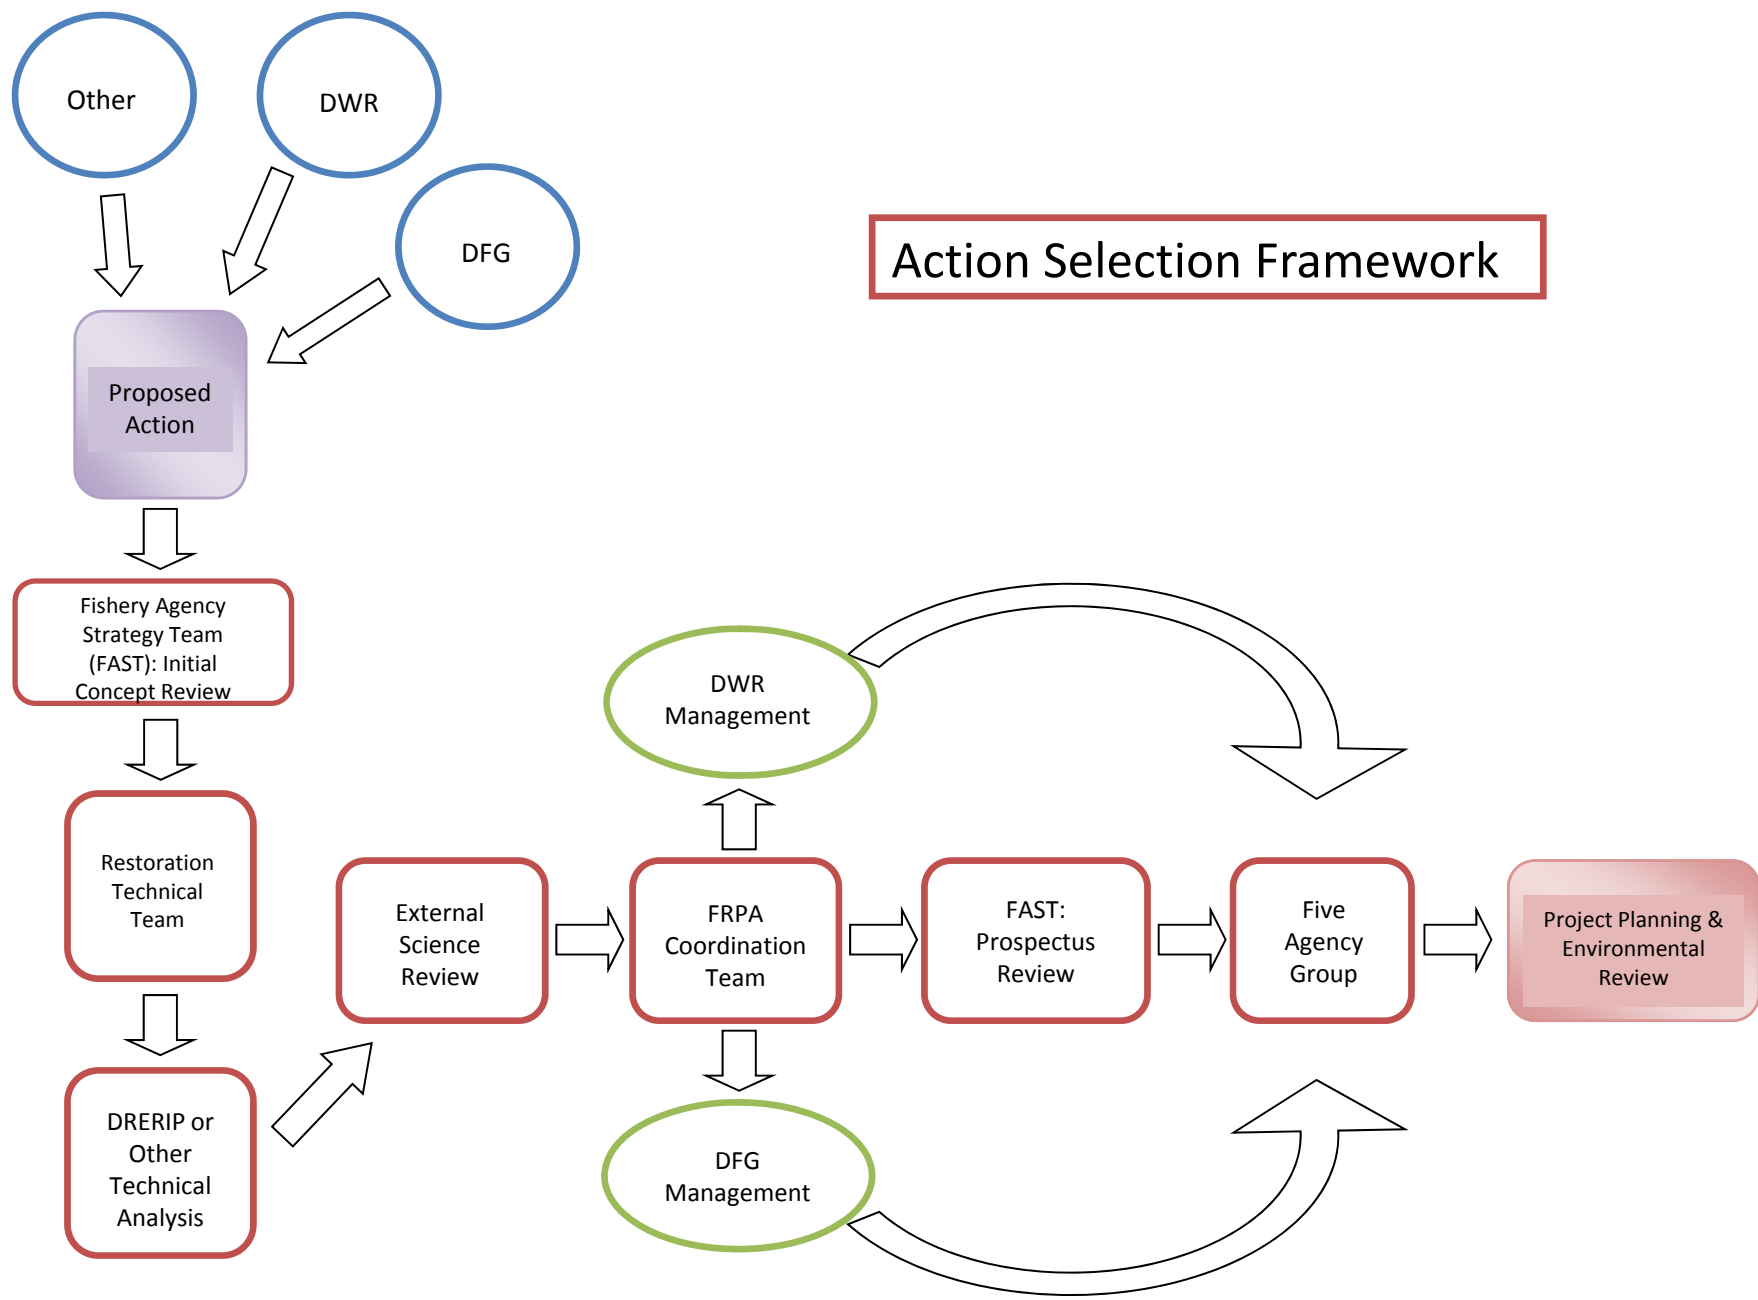 Other
DWR
DFG
Action Selection Framework
Proposed
Action
Fishery Agency
Strategy Team
(FAST): Initial
Concept Review
Restoration
Technical
Team
DRERIP or
Other
Technical
Analysis
External
Science
Review
DWR
Management
FRPA
Coordination
Team
DFG
Management
FAST:
Prospectus
Review
Five
Agency
Group
Project Planning &
Environmental
Review